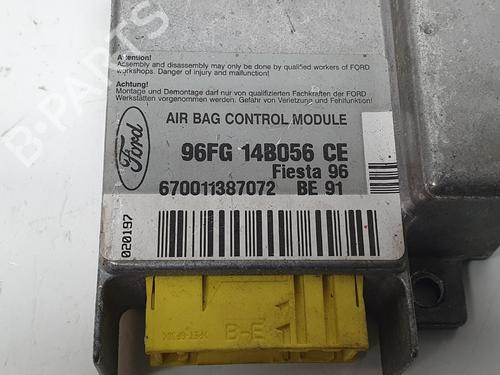 Attention!
Assembly and disassembly may only be done by qualified workers of FORD
workshops. Danger of injury and malfunction!
Achtung!
Montage und Demontage darf nur von qualifizierten Fachkraften der FORD
Werkstätten vorgenommen werden. Gefahr von Verletzung und Fehlfunktion!
Ford
AIR BAG CONTROL MODULE
96FG 14B056 CE
Fiesta 96
670011387072 BE 91
020197
B-E
B-PARTS